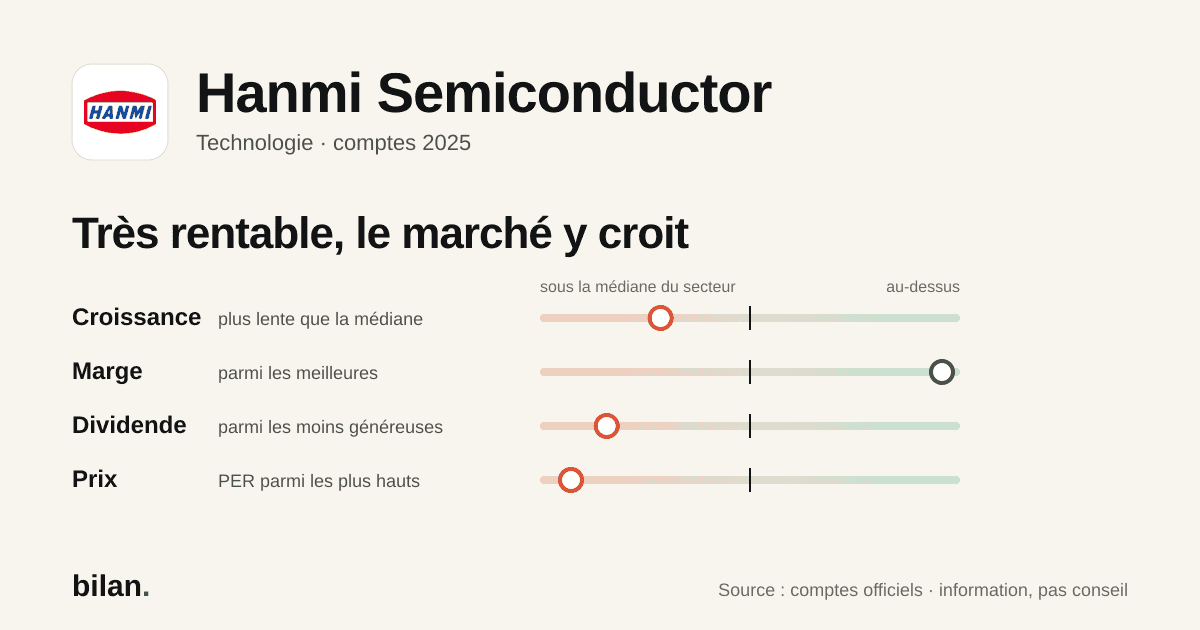 HANMI
Hanmi Semiconductor
Technologie · comptes 2025
Très rentable, le marché y croit
sous la médiane du secteur au-dessus
Croissance plus lente que la médiane
Marge parmi les meilleures
Dividende parmi les moins généreuses
Prix PER parmi les plus hauts
bilan.
Source : comptes officiels · information, pas conseil